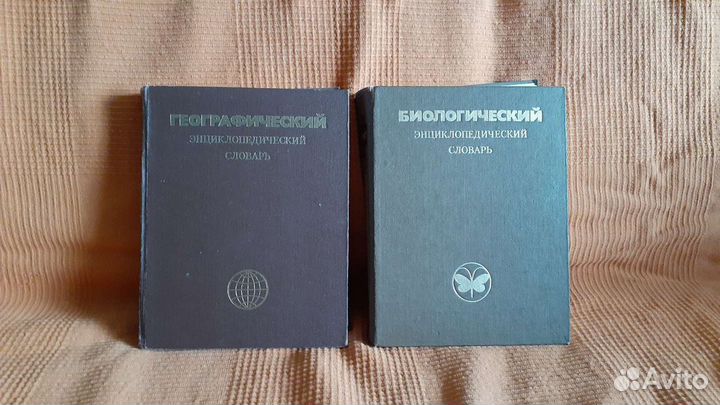 ГЕОГРАФИЧЕСКИЙ
ЭНЦИКЛОПЕДИЧЕСКИЙ
СЛОВАРЬ
БИОЛОГИЧЕСКИЙ
ЭНЦИКЛОПЕДИЧЕСКИЙ
СЛОВАРЬ
Avito